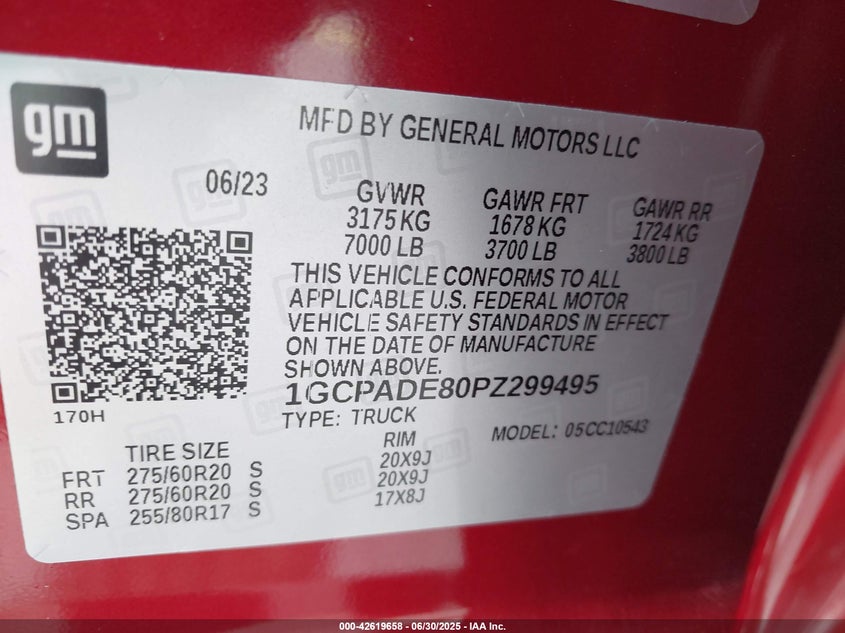 gm
MFD BY GENERAL MOTORS LLC
06/23
GVWR GAWR FRT GAWR RR
3175 KG 1678 KG 1724 KG
7000 LB 3700 LB 3800 LB
THIS VEHICLE CONFORMS TO ALL
APPLICABLE U.S. FEDERAL MOTOR
VEHICLE SAFETY STANDARDS IN EFFECT
ON THE DATE OF MANUFACTURE
SHOWN ABOVE.
1GCPADE80PZ299495
170H
TYPE: TRUCK MODEL: 05CC10543
TIRE SIZE RIM
FRT 275/60R20 S 20X9J
RR 275/60R20 S 20X9J
SPA 255/80R17 S 17X8J
000-42619658 - 06/30/2025 - IAA Inc.